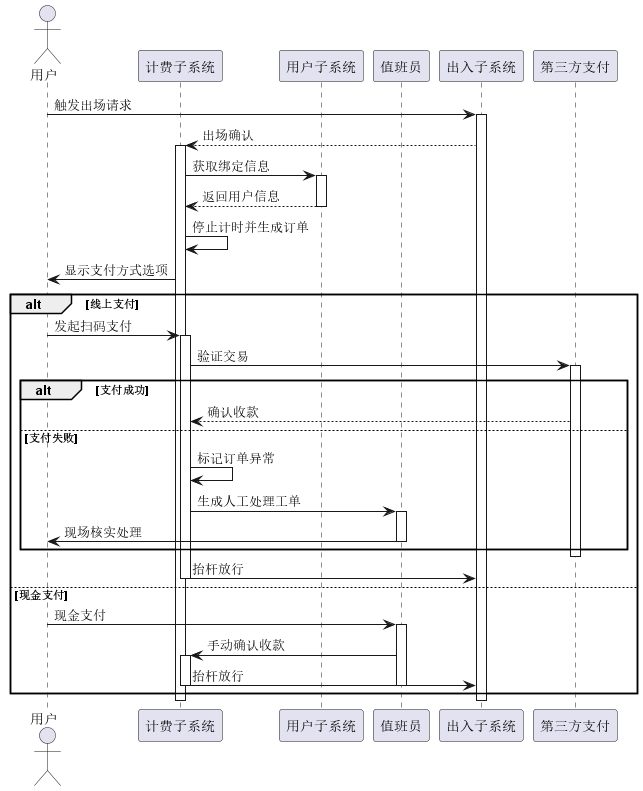 用户
计费子系统
用户子系统
值班员
出入子系统
第三方支付
触发出场请求
出场确认
获取绑定信息
返回用户信息
停止计时并生成订单
显示支付方式选项
alt [线上支付]
发起扫码支付
验证交易
alt [支付成功]
确认收款
[支付失败]
标记订单异常
生成人工处理工单
现场核实处理
抬杆放行
[现金支付]
现金支付
手动确认收款
抬杆放行
用户
计费子系统
用户子系统
值班员
出入子系统
第三方支付